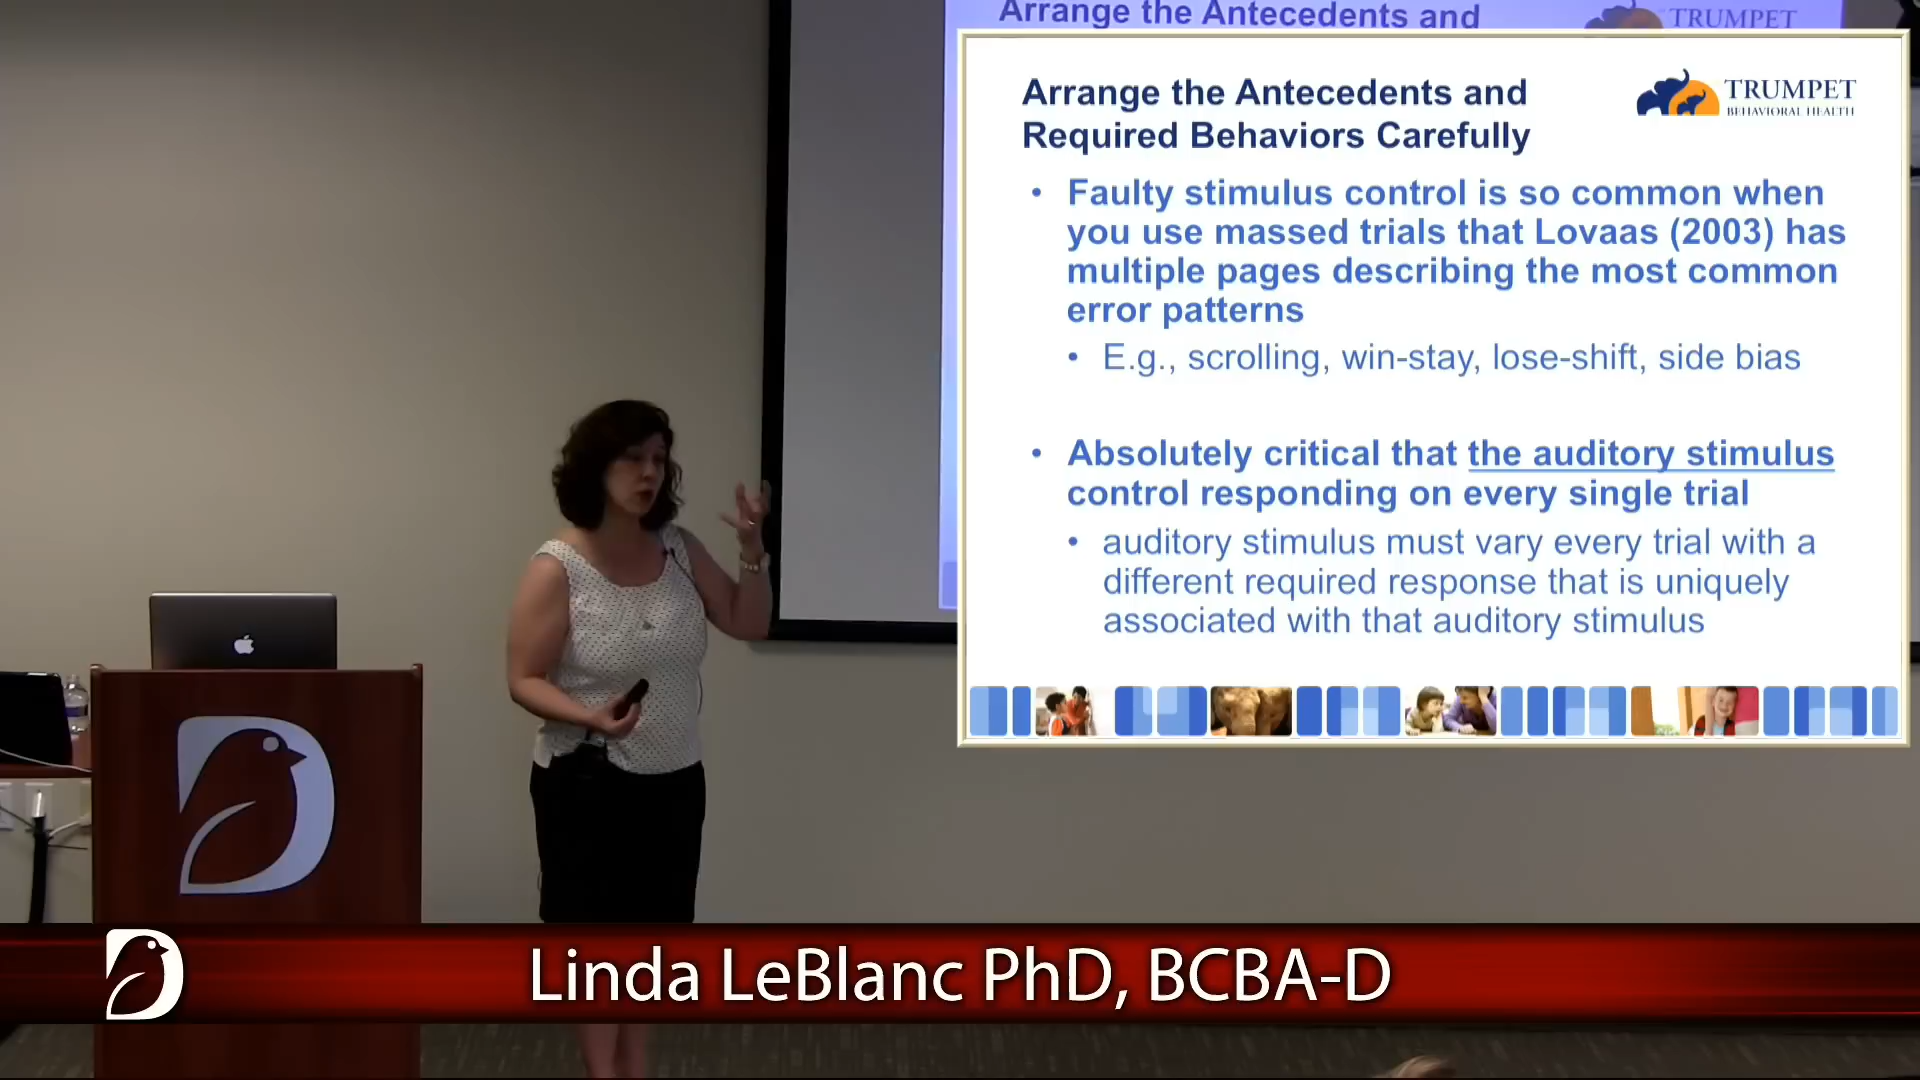 Arrange the Antecedents and
TRUMPET
Arrange the Antecedents and
Required Behaviors Carefully
TRUMPET
BEHAVIORAL HEALTH
• Faulty stimulus control is so common when
you use massed trials that Lovaas (2003) has
multiple pages describing the most common
error patterns
• E.g., scrolling, win-stay, lose-shift, side bias
• Absolutely critical that the auditory stimulus
control responding on every single trial
• auditory stimulus must vary every trial with a
different required response that is uniquely
associated with that auditory stimulus
Linda LeBlanc PhD, BCBA-D